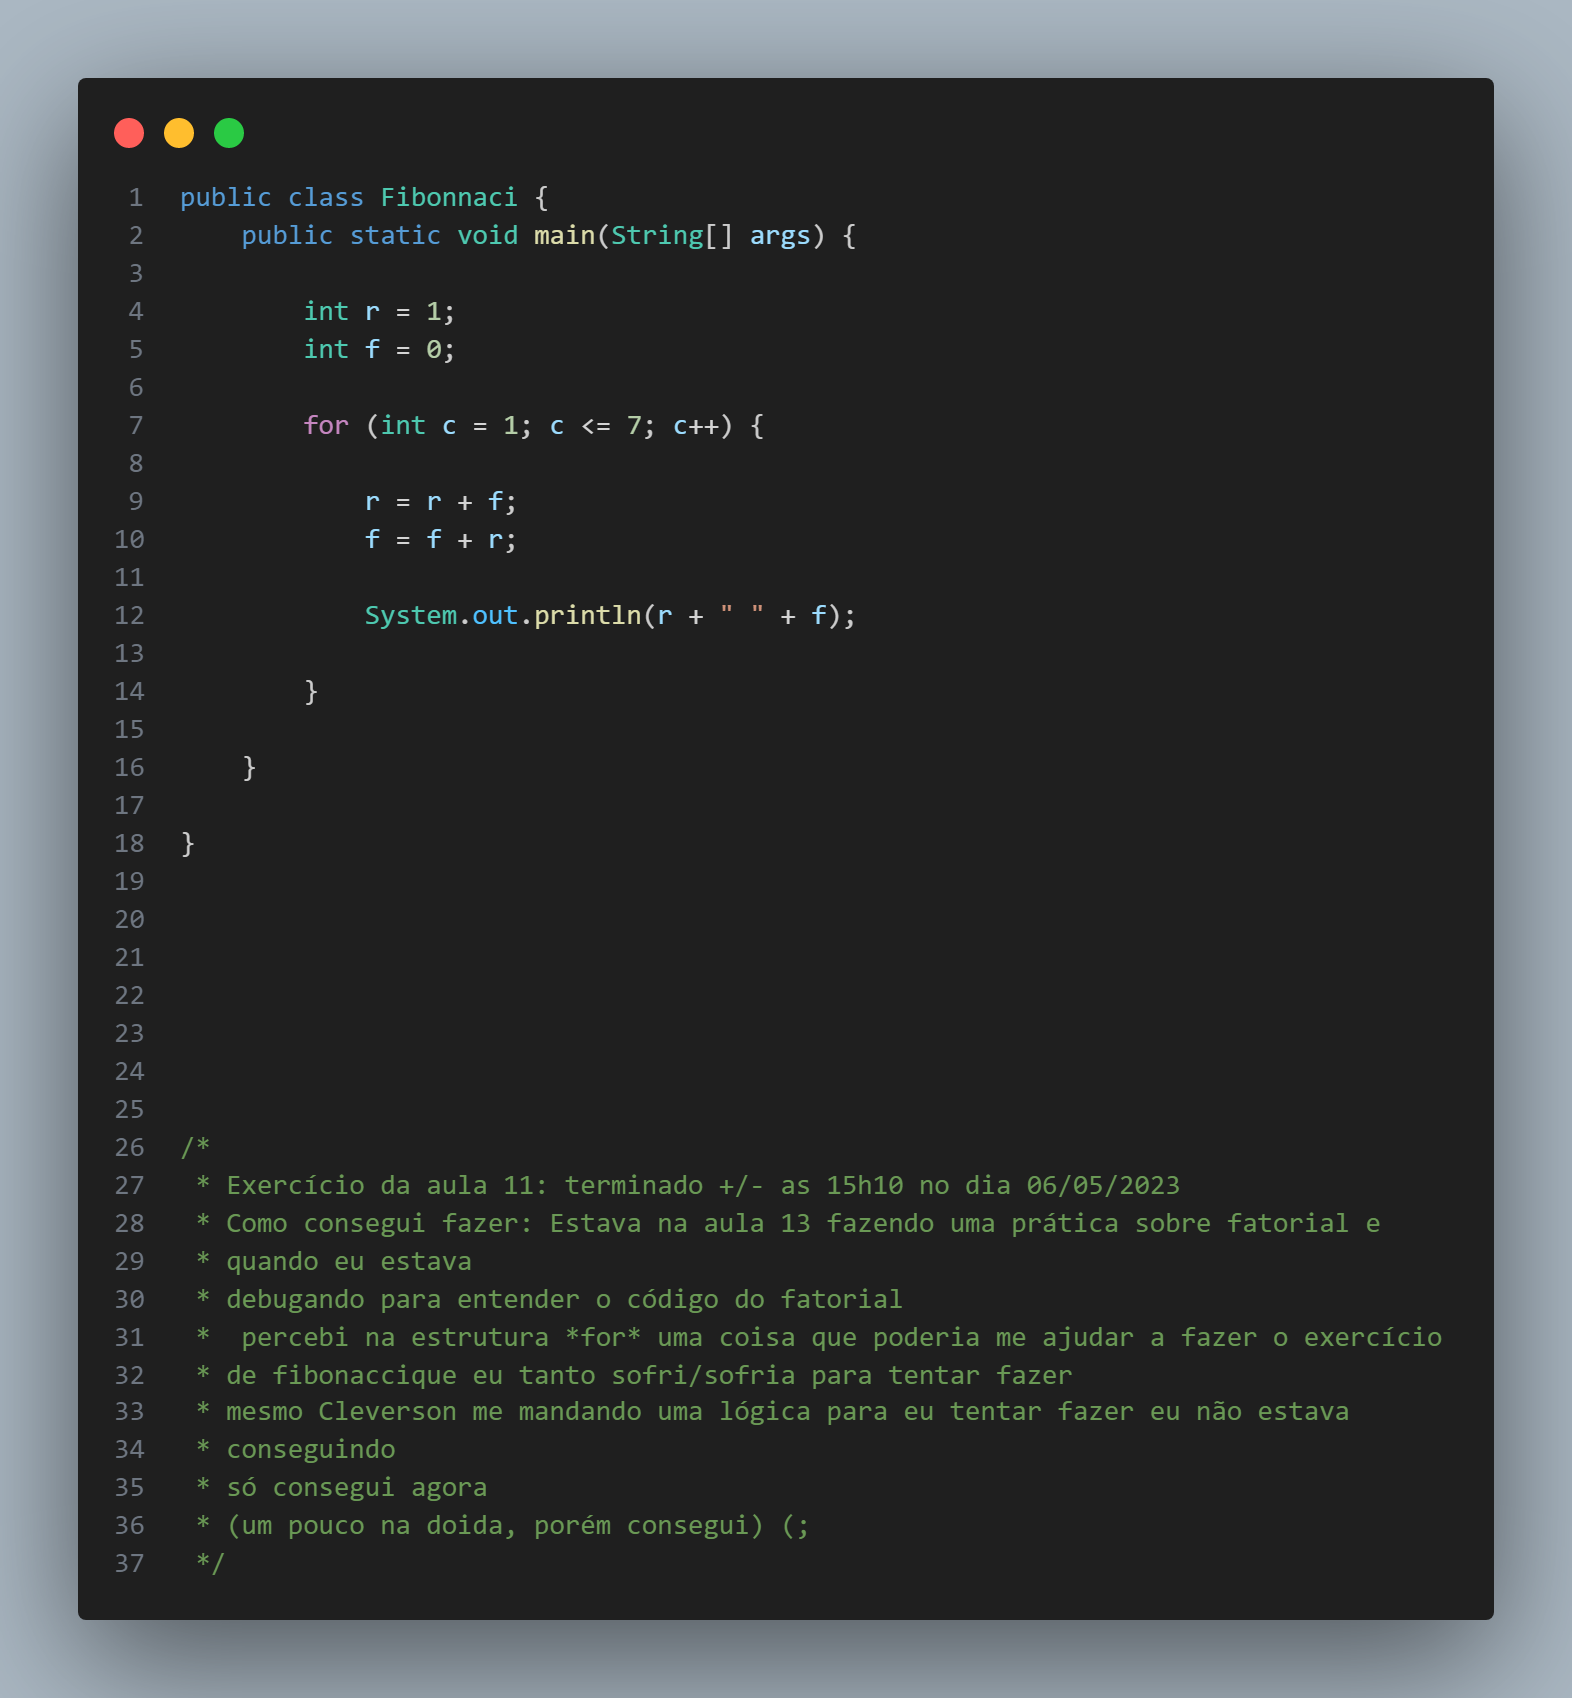 1 public class Fibonnaci {
2     public static void main(String[] args) {
3
4         int r = 1;
5         int f = 0;
6
7         for (int c = 1; c <= 7; c++) {
8
9             r = r + f;
10             f = f + r;
11
12             System.out.println(r + " " + f);
13
14         }
15
16     }
17
18 }
19
20
21
22
23
24
25
26 /*
27  * Exercício da aula 11: terminado +/- as 15h10 no dia 06/05/2023
28  * Como consegui fazer: Estava na aula 13 fazendo uma prática sobre fatorial e
29  * quando eu estava
30  * debugando para entender o código do fatorial
31  *  percebi na estrutura *for* uma coisa que poderia me ajudar a fazer o exercício
32  * de fibonaccique eu tanto sofri/sofria para tentar fazer
33  * mesmo Cleverson me mandando uma lógica para eu tentar fazer eu não estava
34  * conseguindo
35  * só consegui agora
36  * (um pouco na doida, porém consegui) (;
37  */